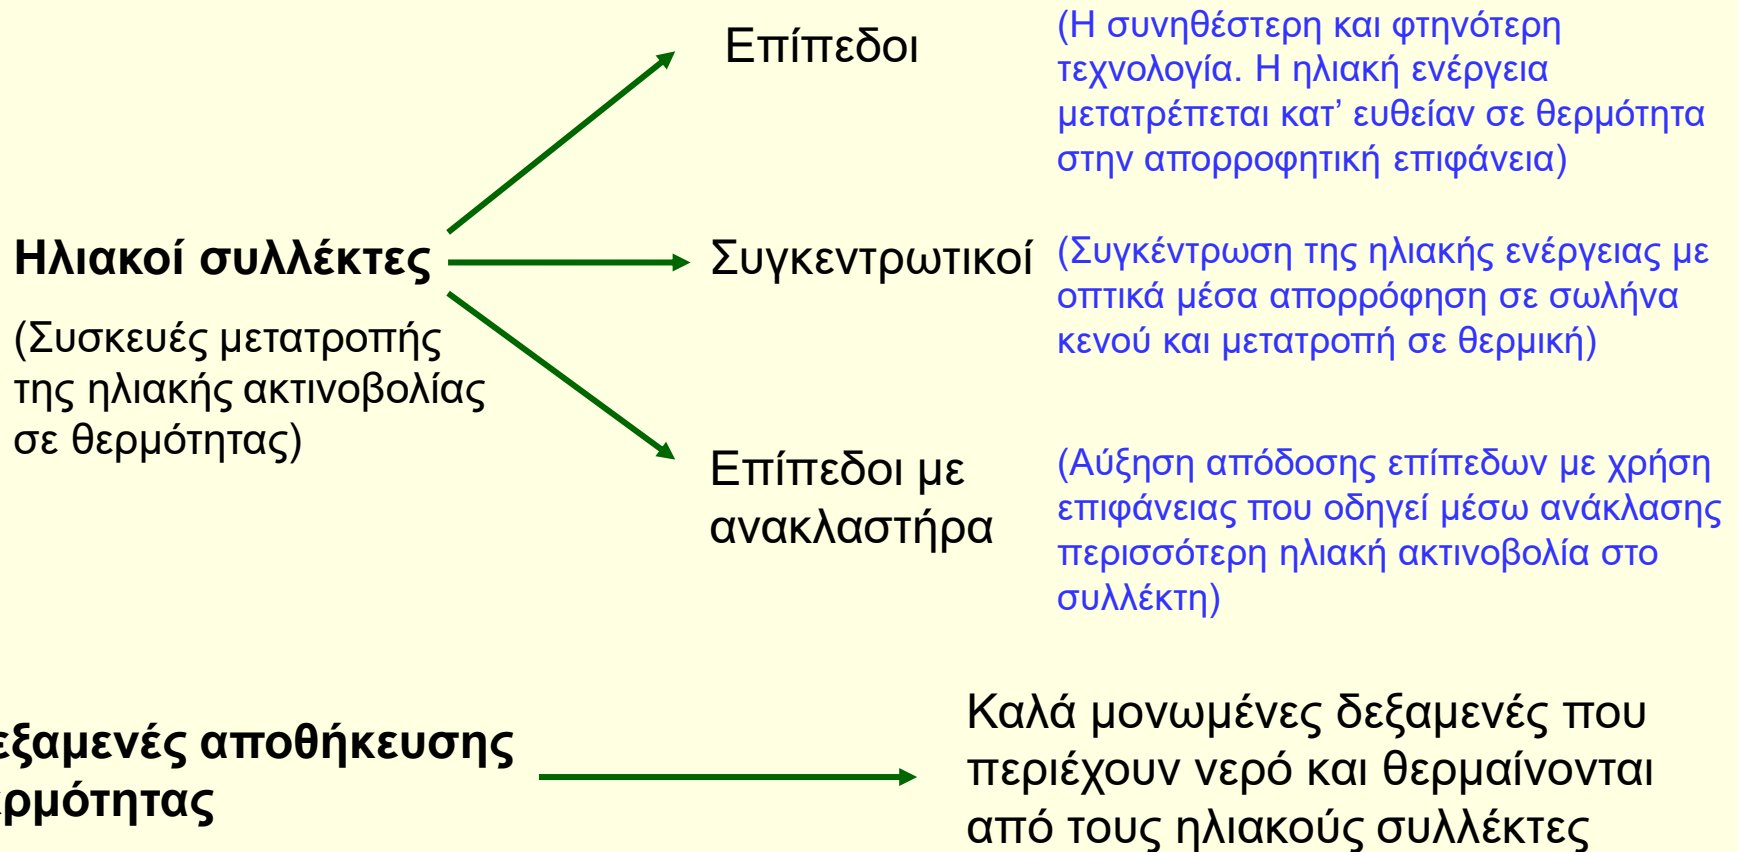 Επίπεδοι
(Η συνηθέστερη και φτηνότερη
τεχνολογία. Η ηλιακή ενέργεια
μετατρέπεται κατ’ ευθείαν σε θερμότητα
στην απορροφητική επιφάνεια)
Ηλιακοί συλλέκτες
(Συσκευές μετατροπής
της ηλιακής ακτινοβολίας
σε θερμότητας)
Συγκεντρωτικοί
(Συγκέντρωση της ηλιακής ενέργειας με
οπτικά μέσα απορρόφηση σε σωλήνα
κενού και μετατροπή σε θερμική)
Επίπεδοι με
ανακλαστήρα
(Αύξηση απόδοσης επίπεδων με χρήση
επιφάνειας που οδηγεί μέσω ανάκλασης
περισσότερη ηλιακή ακτινοβολία στο
συλλέκτη)
εξαμενές αποθήκευσης
ερμότητας
Καλά μονωμένες δεξαμενές που
περιέχουν νερό και θερμαίνονται
από τους ηλιακούς συλλέκτες